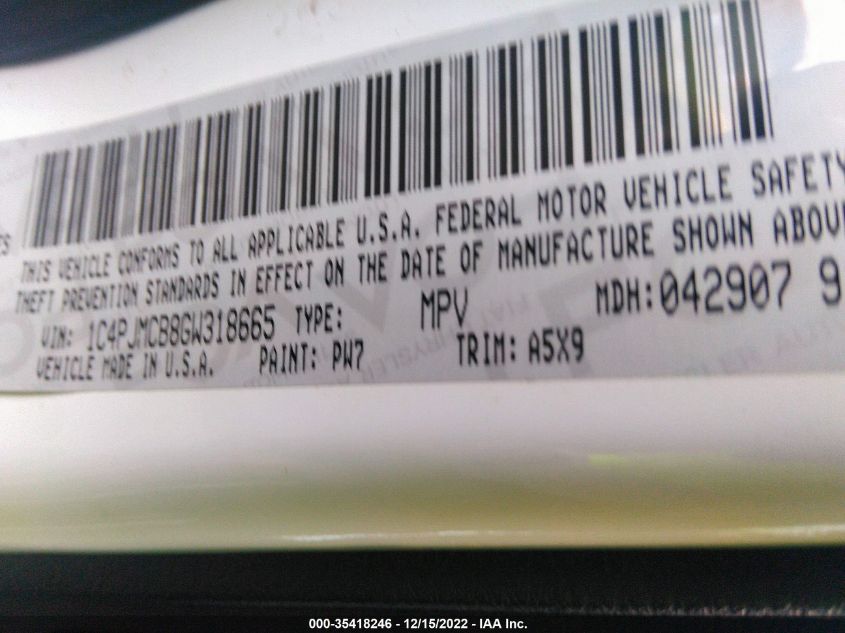 ES
THIS VEHICLE CONFORMS TO ALL APPLICABLE U.S.A. FEDERAL MOTOR VEHICLE SAFETY
THEFT PREVENTION STANDARDS IN EFFECT ON THE DATE OF MANUFACTURE SHOWN ABOV
VIN: 1C4PJMCB8GW318665 TYPE: MPV MDH: 042907 9
VEHICLE MADE IN U.S.A. PAINT: PW7 TRIM: A5X9
000-35418246 - 12/15/2022 - IAA Inc.